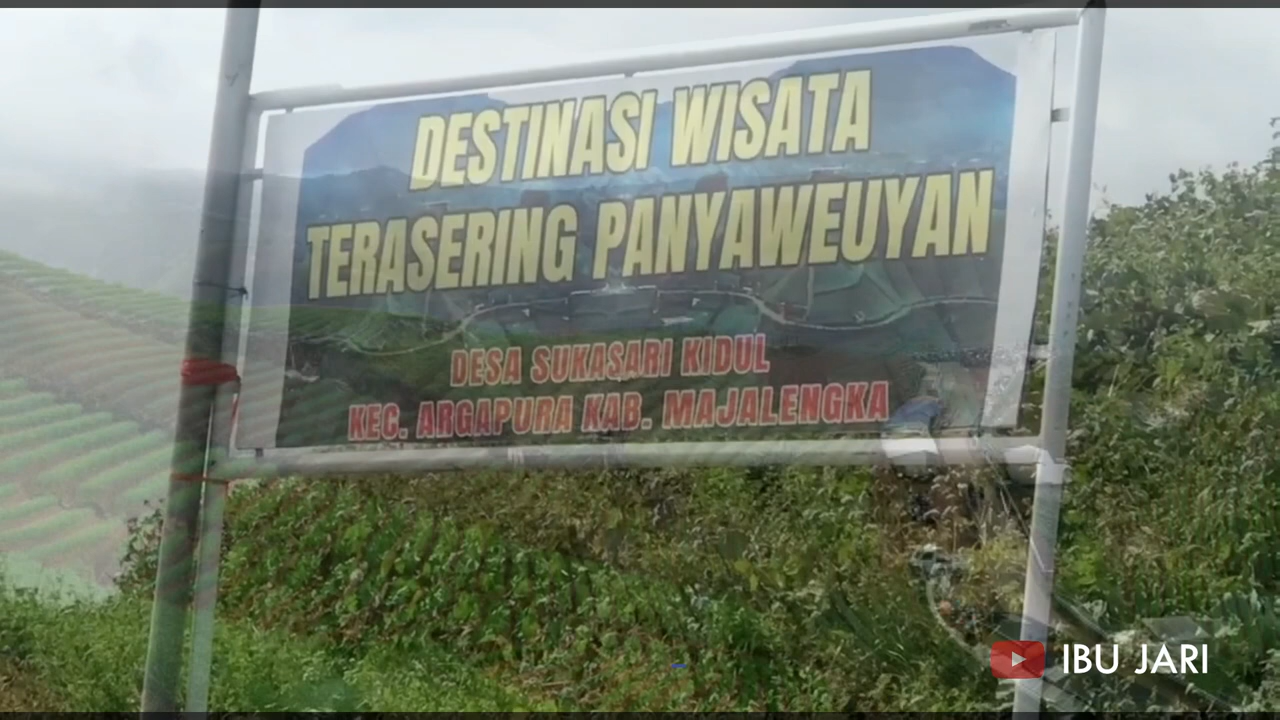 DESTINASI WISATA
TERASERING PANYAWEUYAN
DESA SUKASARI KIDUL
KEC. ARGAPURA KAB. MAJALENGKA
IBU JARI